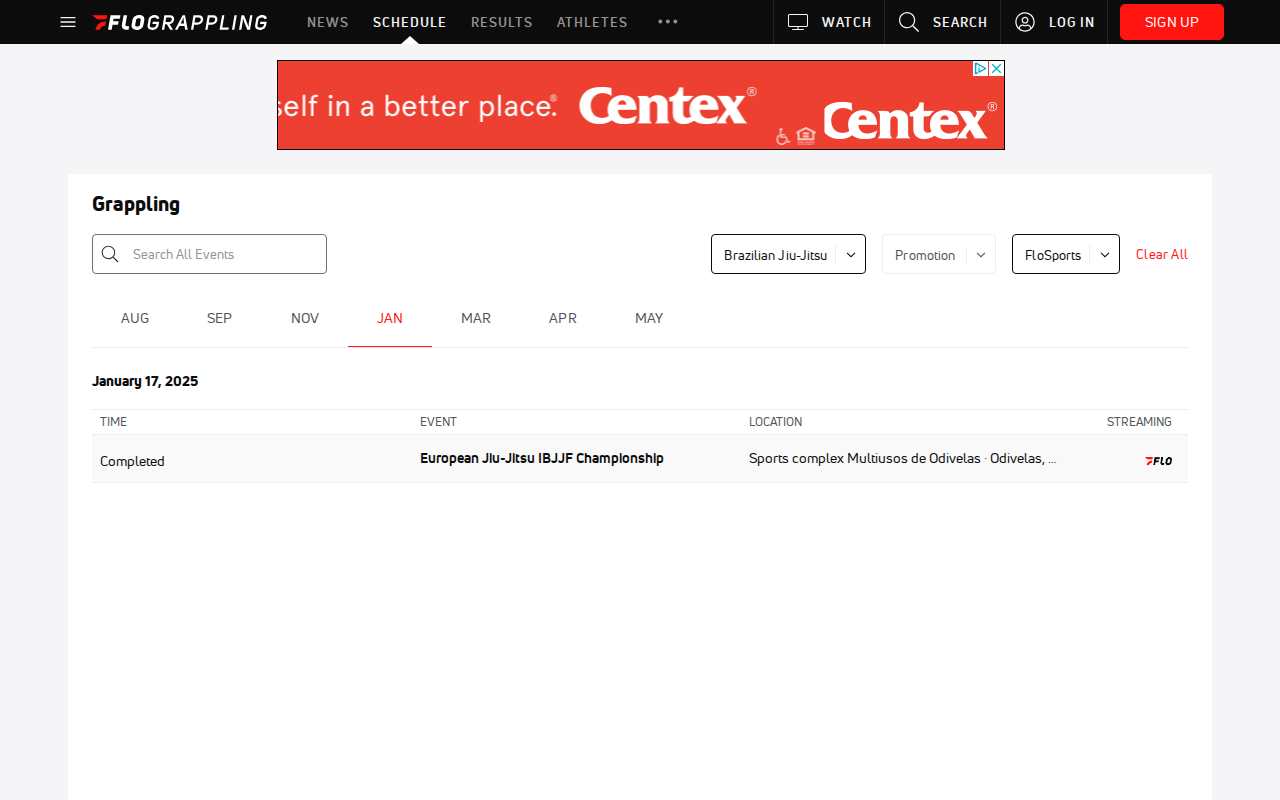 FLOGRAPPLING NEWS SCHEDULE RESULTS ATHLETES WATCH SEARCH LOG IN SIGN UP
self in a better place.® Centex® Centex®
Grappling
Search All Events Brazilian Jiu-Jitsu Promotion FloSports Clear All
AUG SEP NOV JAN MAR APR MAY
January 17, 2025
TIME EVENT LOCATION STREAMING
Completed European Jiu-Jitsu IBJJF Championship Sports complex Multiusos de Odivelas · Odivelas, ... FLO